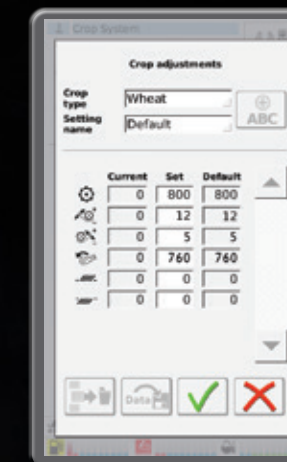 Crop System
Crop adjustments
Crop type Wheat
Setting name Default
ABC
Current Set Default
0 800 800
0 12 12
0 5 5
0 760 760
0 0 0
0 0 0
Data